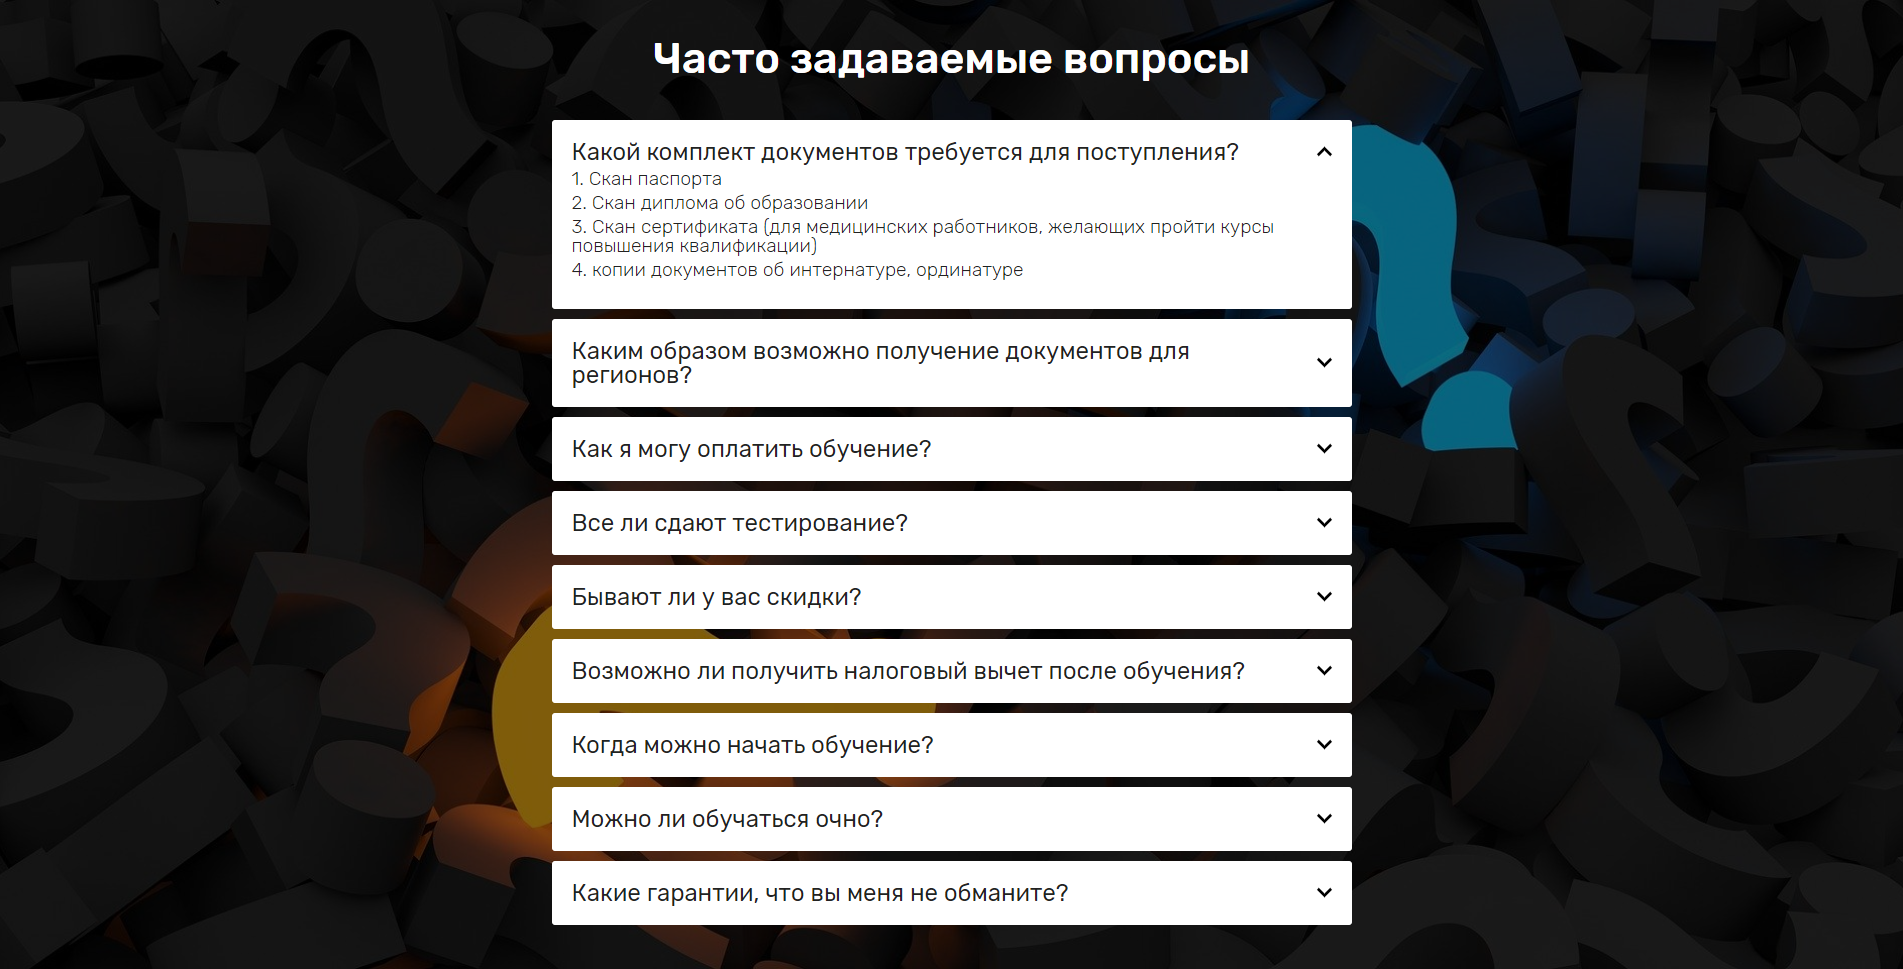 Часто задаваемые вопросы
Какой комплект документов требуется для поступления?
1. Скан паспорта
2. Скан диплома об образовании
3. Скан сертификата (для медицинских работников, желающих пройти курсы
повышения квалификации)
4. копии документов об интернатуре, ординатуре
Каким образом возможно получение документов для
регионов?
Как я могу оплатить обучение?
Все ли сдают тестирование?
Бывают ли у вас скидки?
Возможно ли получить налоговый вычет после обучения?
Когда можно начать обучение?
Можно ли обучаться очно?
Какие гарантии, что вы меня не обманите?